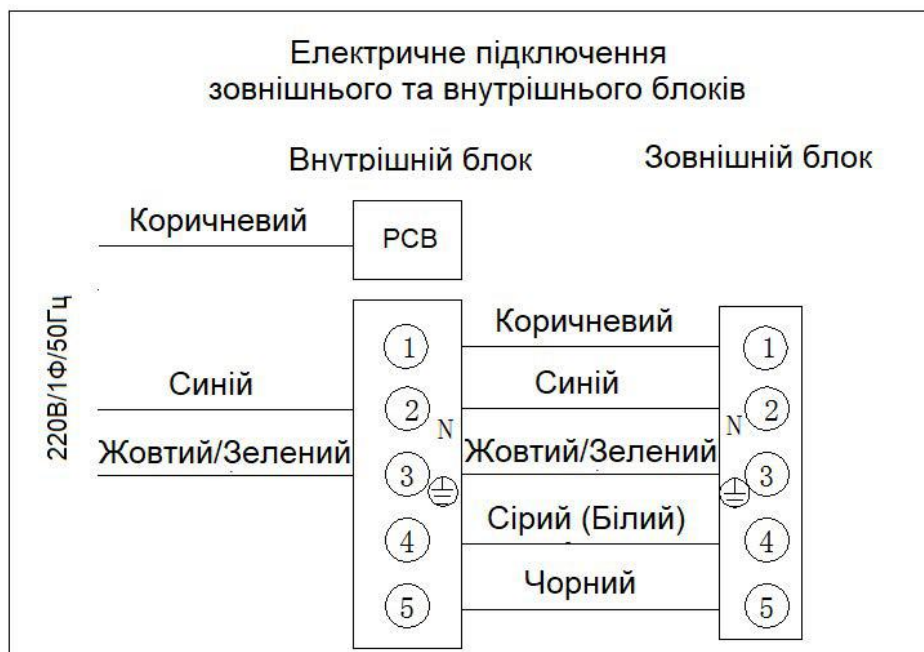 Електричне підключення
зовнішнього та внутрішнього блоків
Внутрішній блок
Зовнішній блок
Коричневий
PCB
220В/1Ф/50Гц
Коричневий
1
1
Синій
Синій
2
N
2
N
Жовтий/Зелений
Жовтий/Зелений
3
3
Сірий (Білий)
4
4
Чорний
5
5